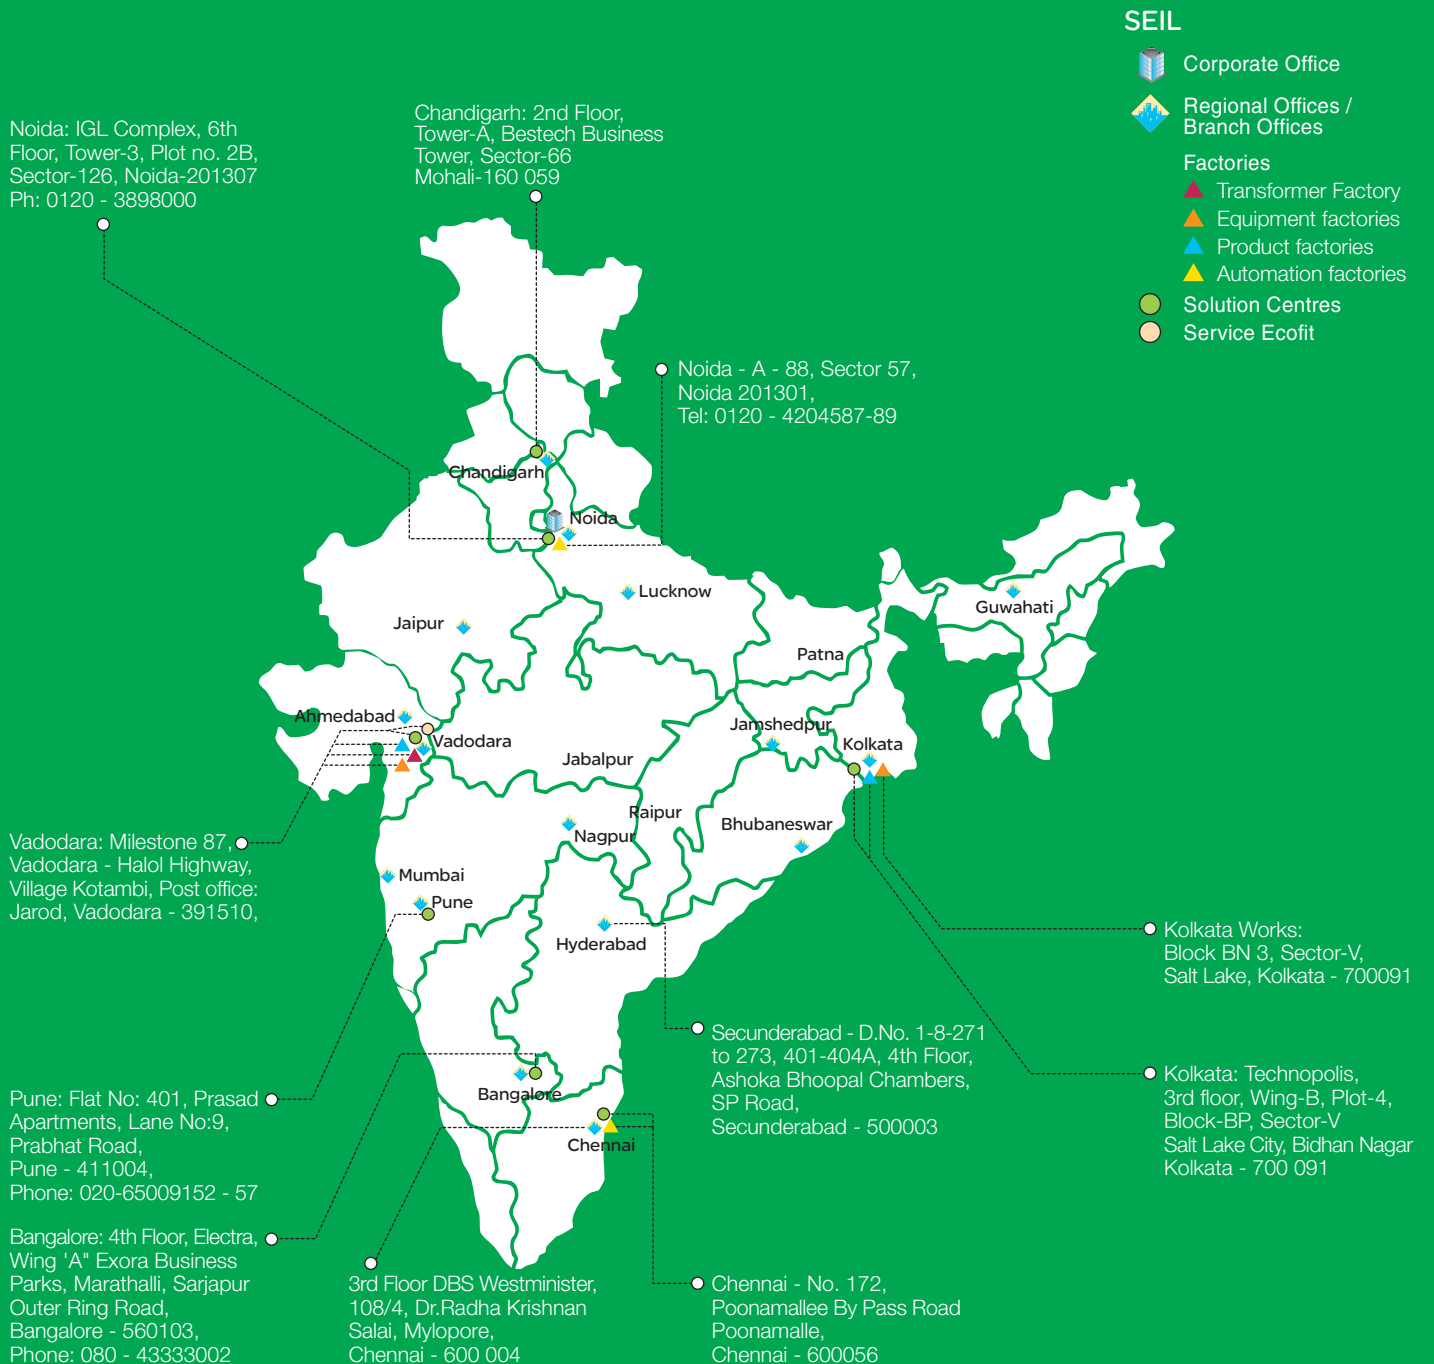 SEIL
Corporate Office
Regional Offices /
Branch Offices
Factories
Transformer Factory
Equipment factories
Product factories
Automation factories
Solution Centres
Service Ecofit
Noida: IGL Complex, 6th
Floor, Tower-3, Plot no. 2B,
Sector-126, Noida-201307
Ph: 0120 - 3898000
Chandigarh: 2nd Floor,
Tower-A, Bestech Business
Tower, Sector-66
Mohali-160 059
Noida - A - 88, Sector 57,
Noida 201301,
Tel: 0120 - 4204587-89
Chandigarh
Noida
Lucknow
Guwahati
Jaipur
Patna
Ahmedabad
Jamshedpur
Vadodara
Kolkata
Jabalpur
Raipur
Nagpur
Bhubaneswar
Mumbai
Pune
Hyderabad
Bangalore
Chennai
Vadodara: Milestone 87,
Vadodara - Halol Highway,
Village Kotambi, Post office:
Jarod, Vadodara - 391510,
Kolkata Works:
Block BN 3, Sector-V,
Salt Lake, Kolkata - 700091
Secunderabad - D.No. 1-8-271
to 273, 401-404A, 4th Floor,
Ashoka Bhoopal Chambers,
SP Road,
Secunderabad - 500003
Kolkata: Technopolis,
3rd floor, Wing-B, Plot-4,
Block-BP, Sector-V
Salt Lake City, Bidhan Nagar
Kolkata - 700 091
Pune: Flat No: 401, Prasad
Apartments, Lane No:9,
Prabhat Road,
Pune - 411004,
Phone: 020-65009152 - 57
Bangalore: 4th Floor, Electra,
Wing 'A" Exora Business
Parks, Marathalli, Sarjapur
Outer Ring Road,
Bangalore - 560103,
Phone: 080 - 43333002
3rd Floor DBS Westminister,
108/4, Dr.Radha Krishnan
Salai, Mylopore,
Chennai - 600 004
Chennai - No. 172,
Poonamallee By Pass Road
Poonamalle,
Chennai - 600056